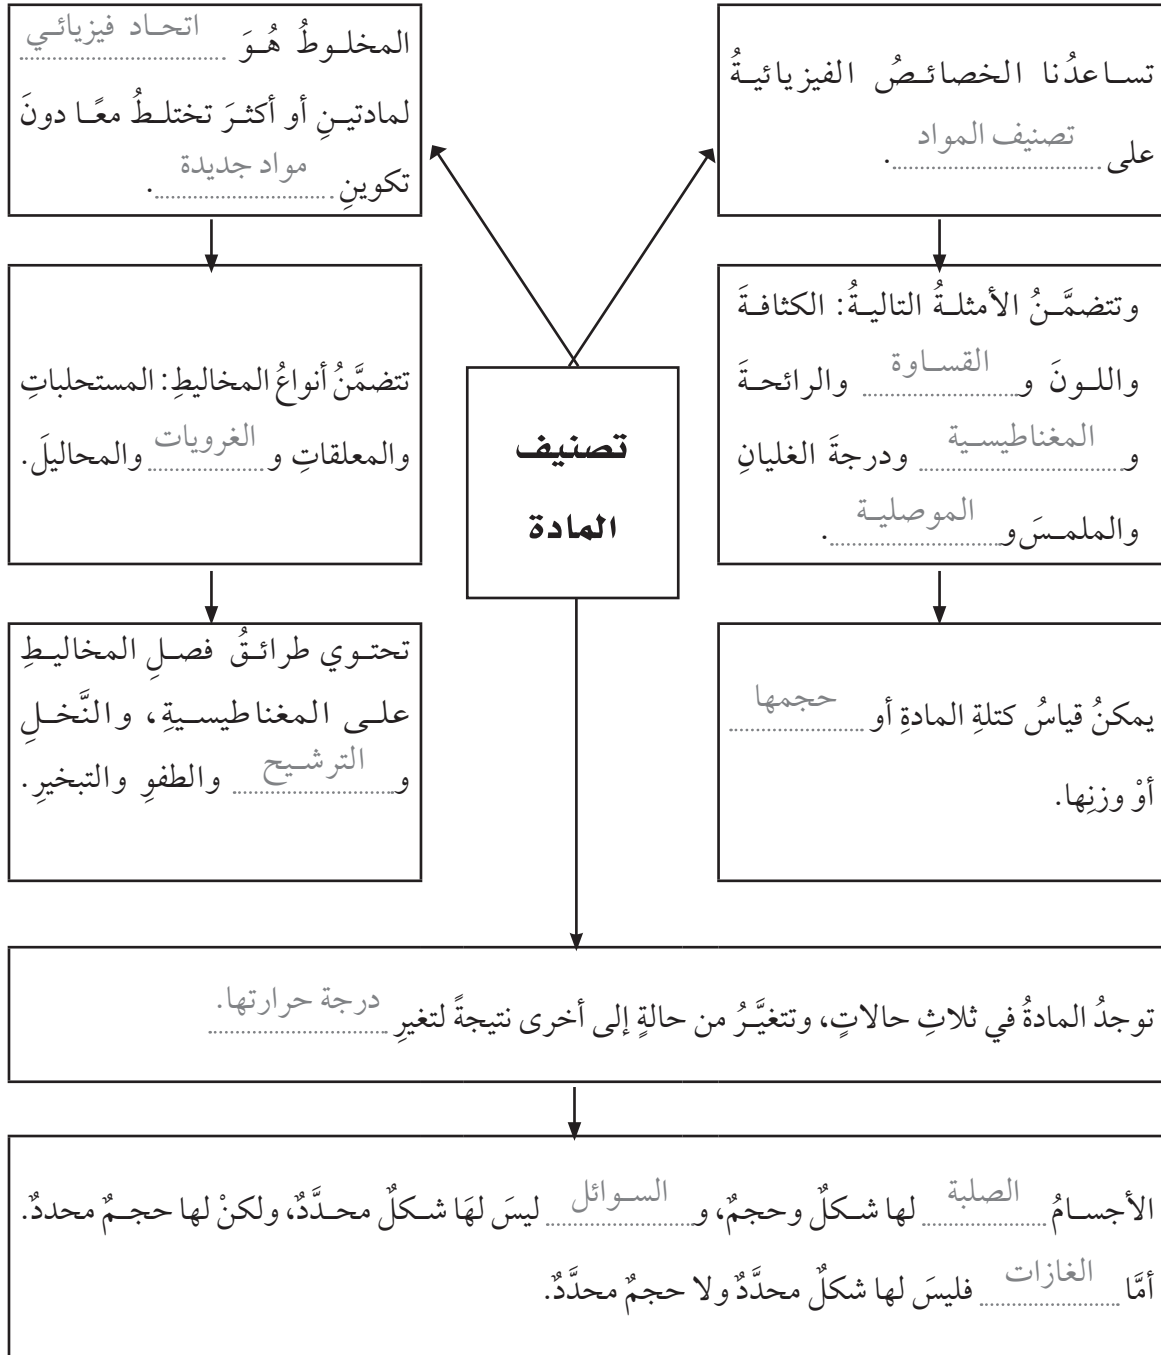 تساعدُنا الخصائصُ الفيزيائيةُ
على تصنيف المواد.
وتتضمَّنُ الأمثلةُ التاليةُ: الكثافةَ
واللونَ و القساوة والرائحةَ
و المغناطيسية ودرجةَ الغليانِ
والملمسَ و الموصلية.
يمكنُ قياسُ كتلةِ المادةِ أو حجمها
أوْ وزنِها.
المخلوطُ هُوَ اتحاد فيزيائي
لمادتينِ أو أكثرَ تختلطُ معًا دونَ
تكوينِ مواد جديدة.
تتضمَّنُ أنواعُ المخاليطِ: المستحلباتِ
والمعلقاتِ و الغرويات والمحاليلَ.
تحتوي طرائقُ فصلِ المخاليطِ
على المغناطيسيةِ، والنَّخلِ
و الترشيح والطفوِ والتبخيرِ.
تصنيف
المادة
توجدُ المادةُ في ثلاثِ حالاتٍ، وتتغيَّرُ من حالةٍ إلى أخرى نتيجةً لتغيرِ درجة حرارتها.
الأجسامُ الصلبة لها شكلٌ وحجمٌ، و السوائل ليسَ لهَا شكلٌ محدَّدٌ، ولكنْ لها حجمٌ محددٌ.
أمَّا الغازات فليسَ لها شكلٌ محدَّدٌ ولا حجمٌ محدَّدٌ.